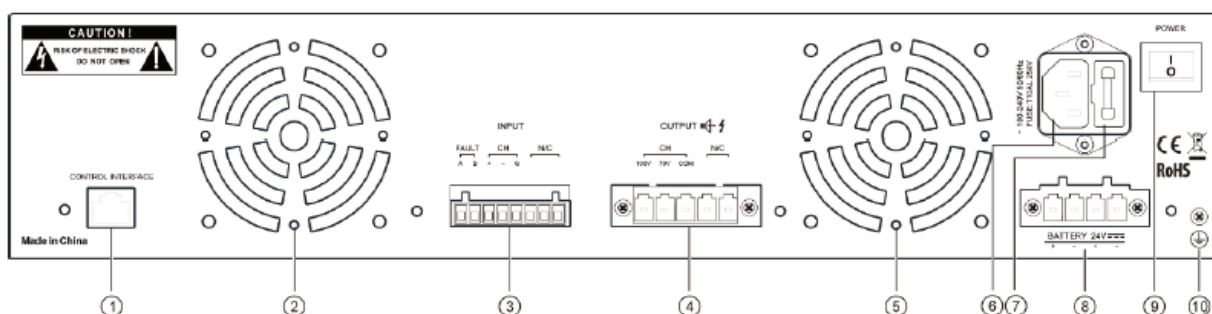 CAUTION!
RISK OF ELECTRIC SHOCK
DO NOT OPEN
CONTROL INTERFACE
Made in China
INPUT
FAULT CH N/C
A B + - G
OUTPUT
CH N/C
100V 70V COM
~ 100-240V 50/60Hz
FUSE:T10AL 250V
POWER
I
O
CE
RoHS
BATTERY 24V
+ - + -
① ② ③ ④ ⑤ ⑥ ⑦ ⑧ ⑨ ⑩